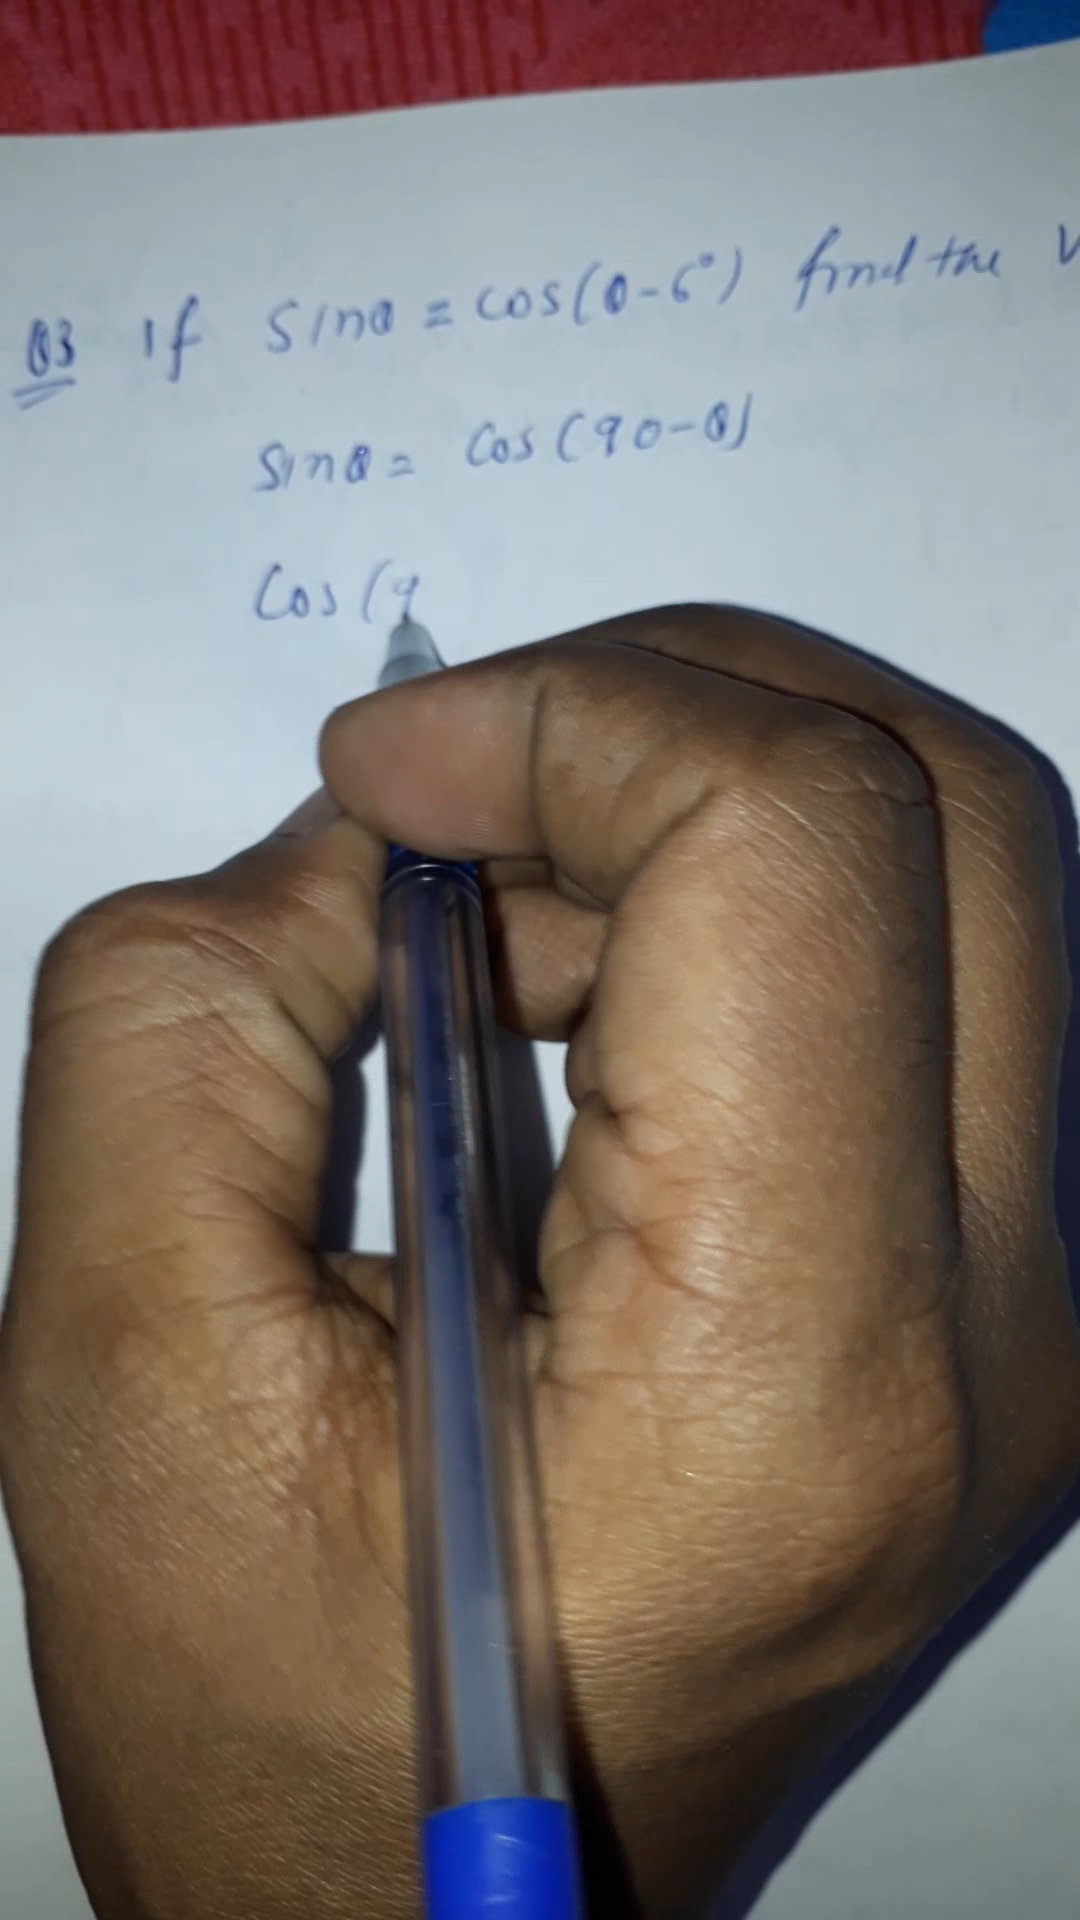 Q3 If Sinθ = cos(θ-6°) find the
Sinθ = Cos (90-θ)
Cos (9